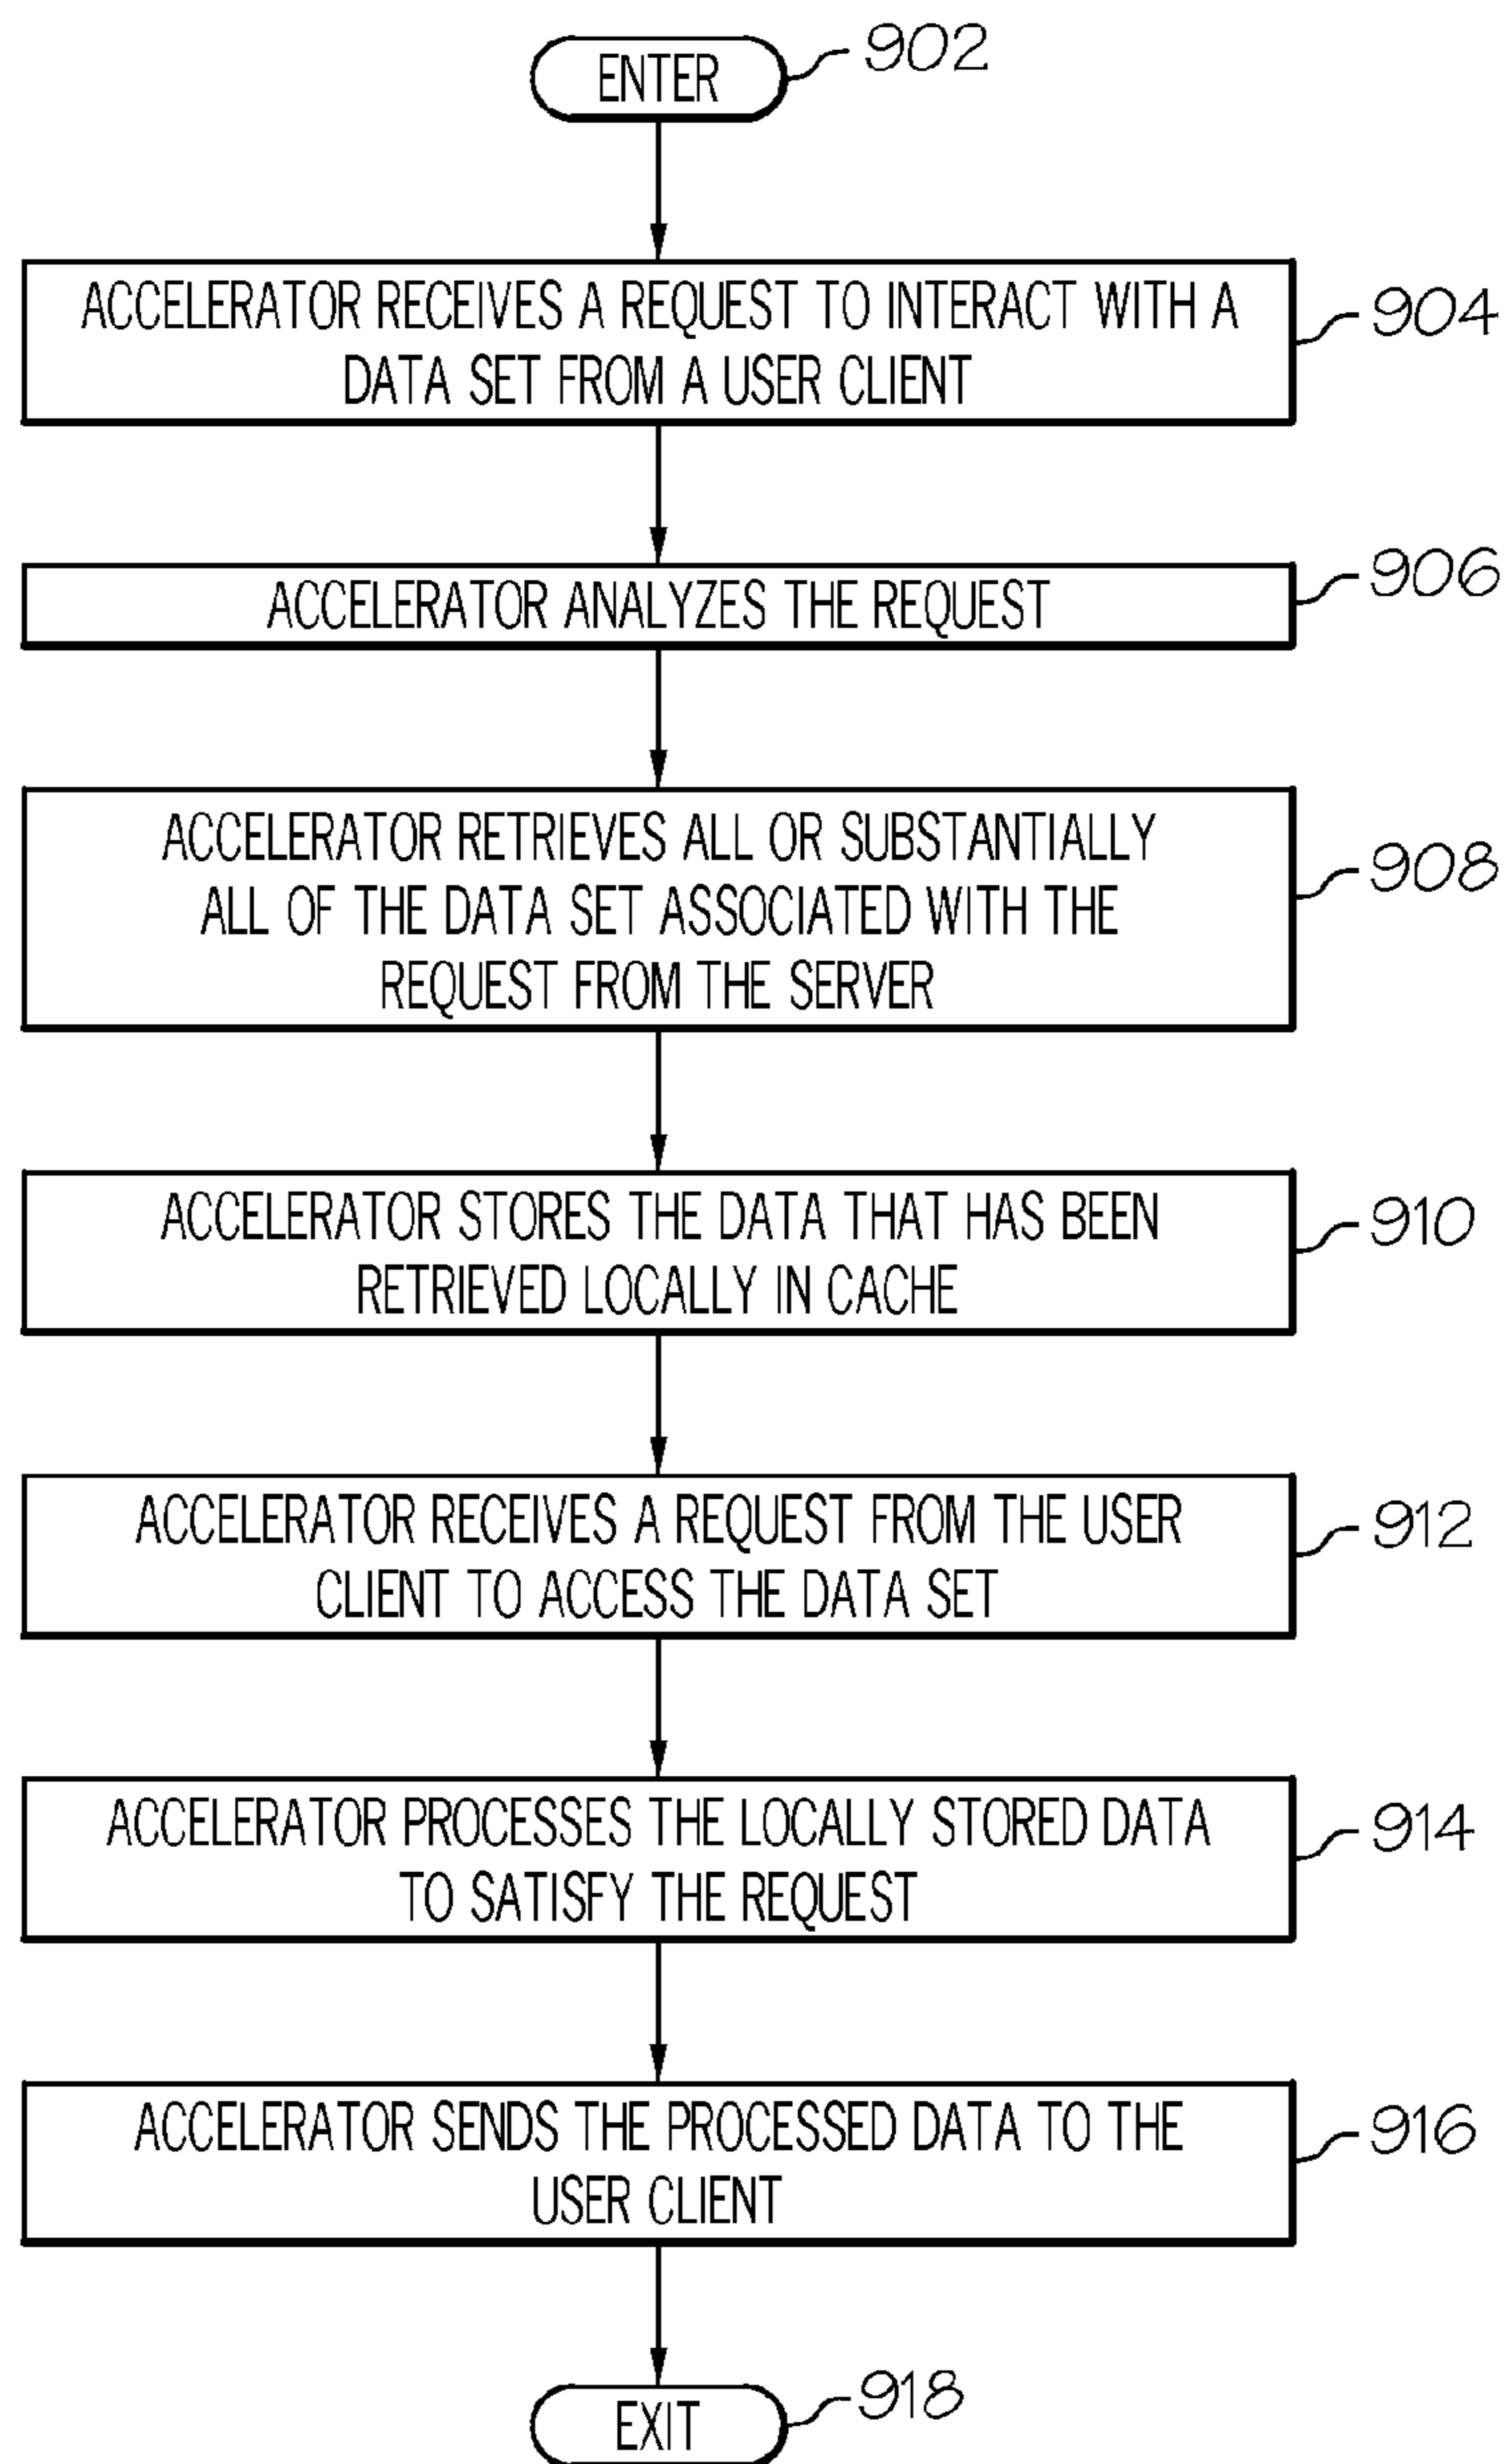 ENTER
902
ACCELERATOR RECEIVES A REQUEST TO INTERACT WITH A
DATA SET FROM A USER CLIENT
904
ACCELERATOR ANALYZES THE REQUEST
906
ACCELERATOR RETRIEVES ALL OR SUBSTANTIALLY
ALL OF THE DATA SET ASSOCIATED WITH THE
REQUEST FROM THE SERVER
908
ACCELERATOR STORES THE DATA THAT HAS BEEN
RETRIEVED LOCALLY IN CACHE
910
ACCELERATOR RECEIVES A REQUEST FROM THE USER
CLIENT TO ACCESS THE DATA SET
912
ACCELERATOR PROCESSES THE LOCALLY STORED DATA
TO SATISFY THE REQUEST
914
ACCELERATOR SENDS THE PROCESSED DATA TO THE
USER CLIENT
916
EXIT
918